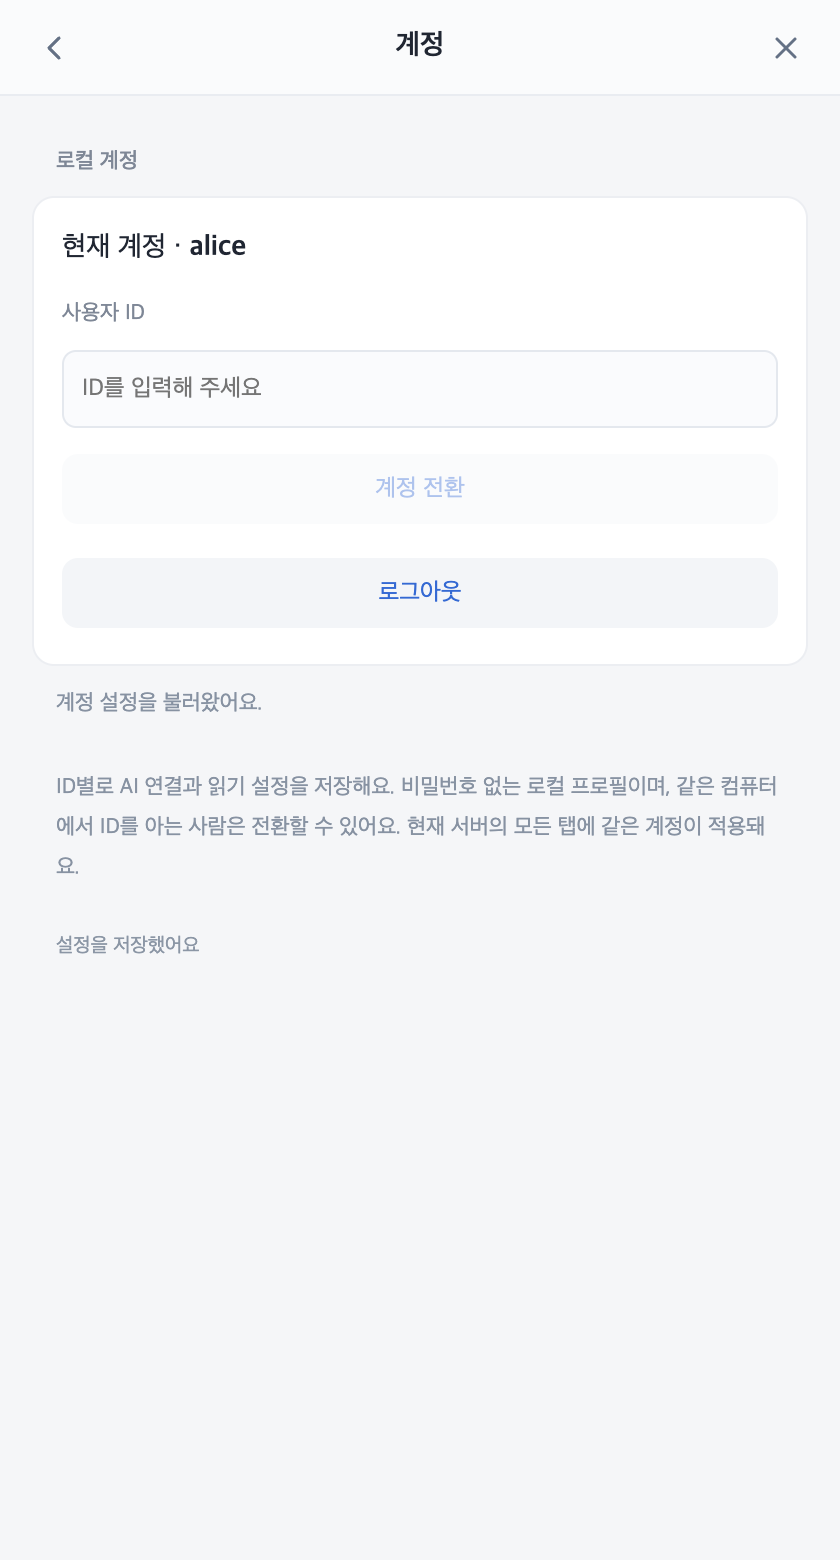 계정
로컬 계정
현재 계정 · alice
사용자 ID
ID를 입력해 주세요
계정 전환
로그아웃
계정 설정을 불러왔어요.
ID별로 AI 연결과 읽기 설정을 저장해요. 비밀번호 없는 로컬 프로필이며, 같은 컴퓨터
에서 ID를 아는 사람은 전환할 수 있어요. 현재 서버의 모든 탭에 같은 계정이 적용돼
요.
설정을 저장했어요